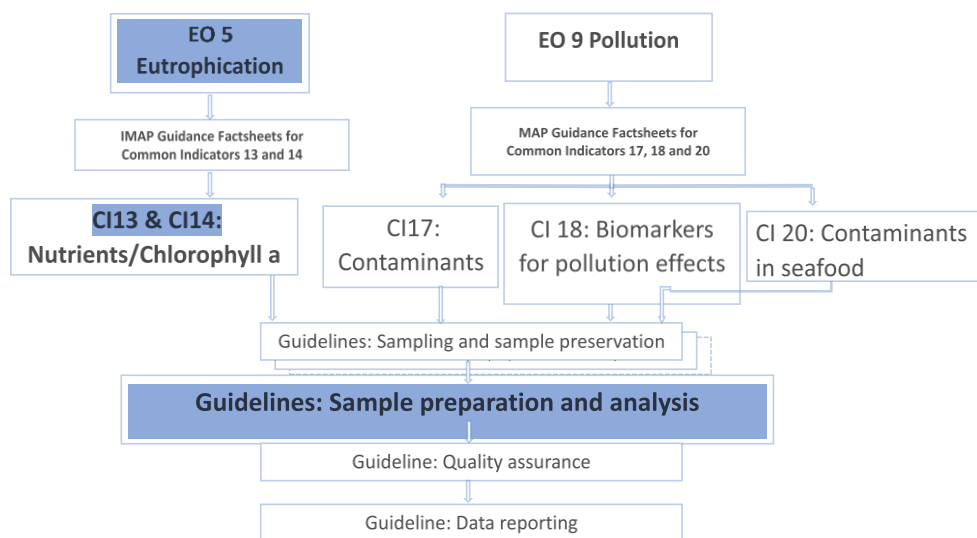 EO 5
Eutrophication
EO 9 Pollution
IMAP Guidance Factsheets for
Common Indicators 13 and 14
MAP Guidance Factsheets for
Common Indicators 17, 18 and 20
CI13 & CI14:
Nutrients/Chlorophyll a
CI17:
Contaminants
CI 18: Biomarkers
for pollution effects
CI 20: Contaminants
in seafood
Guidelines: Sampling and sample preservation
Guidelines: Sample preparation and analysis
Guideline: Quality assurance
Guideline: Data reporting